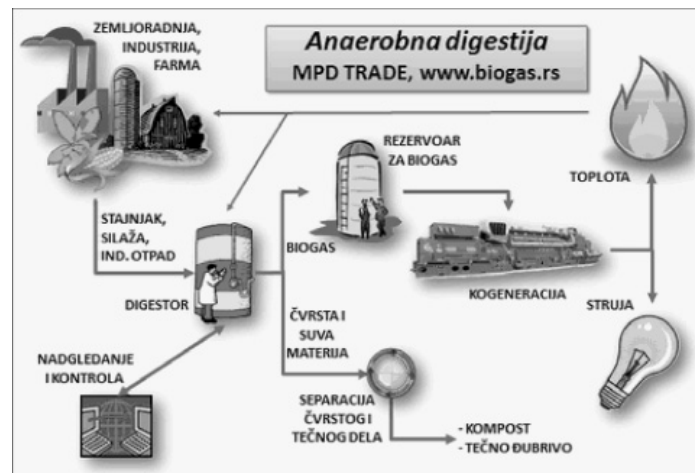 ZEMLJORADNJA,
INDUSTRIJA,
FARMA
Anaerobna digestija
MPD TRADE, www.biogas.rs
REZERVOAR
ZA BIOGAS
TOPLOTA
STAJNJAK,
SILAŽA,
IND. OTPAD
BIOGAS
DIGESTOR
KOGENERACIJA
STRUJA
ČVRSTA I
SUVA
MATERIJA
NADGLEDANJE
I KONTROLA
SEPARACIJA
ČVRSTOG I
TEČNOG DELA
- KOMPOST
- TEČNO ĐUBRIVO